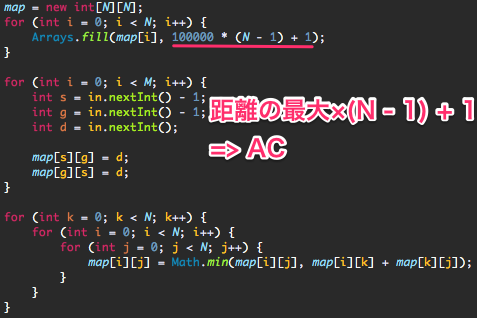 map = new int[N][N];
for (int i = 0; i < N; i++) {
    Arrays.fill(map[i], 100000 * (N - 1) + 1);
}

for (int i = 0; i < M; i++) {
    int s = in.nextInt() - 1;
    int g = in.nextInt() - 1;
    int d = in.nextInt();
距離の最大×(N - 1) + 1
=> AC

    map[s][g] = d;
    map[g][s] = d;
}

for (int k = 0; k < N; k++) {
    for (int i = 0; i < N; i++) {
        for (int j = 0; j < N; j++) {
            map[i][j] = Math.min(map[i][j], map[i][k] + map[k][j]);
        }
    }
}